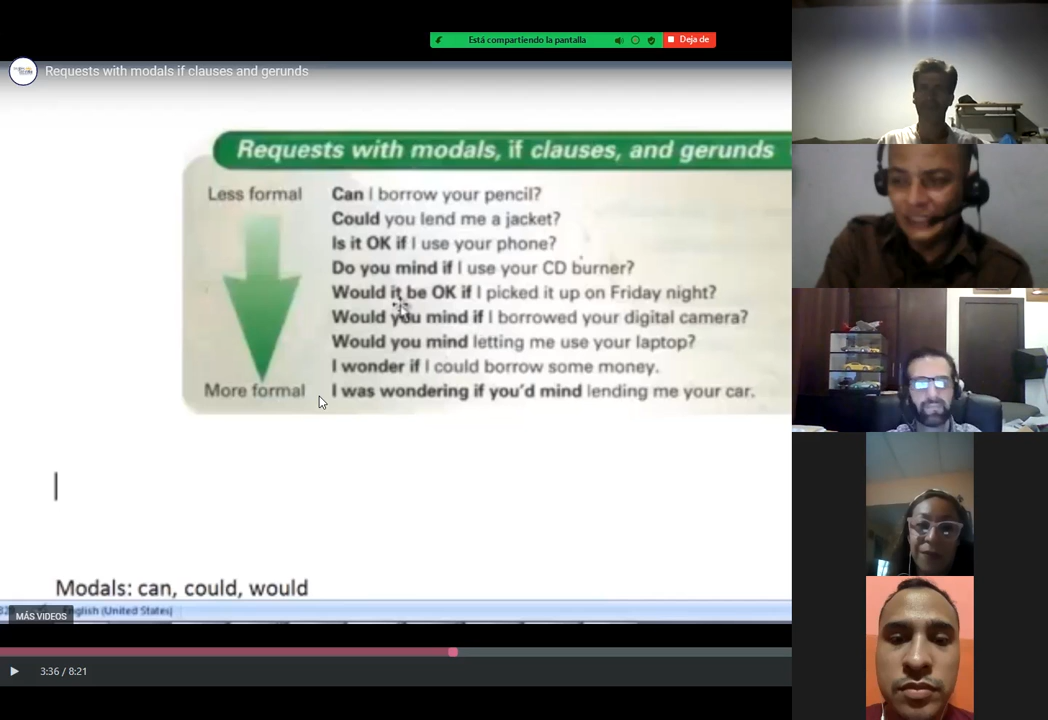 Está compartiendo la pantalla
Deja de
Requests with modals if clauses and gerunds
Requests with modals, if clauses, and gerunds
Less formal
Can I borrow your pencil?
Could you lend me a jacket?
Is it OK if I use your phone?
Do you mind if I use your CD burner?
Would it be OK if I picked it up on Friday night?
Would you mind if I borrowed your digital camera?
Would you mind letting me use your laptop?
I wonder if I could borrow some money.
More formal
I was wondering if you'd mind lending me your car.
Modals: can, could, would
English (United States)
MÁS VIDEOS
3:36 / 8:21